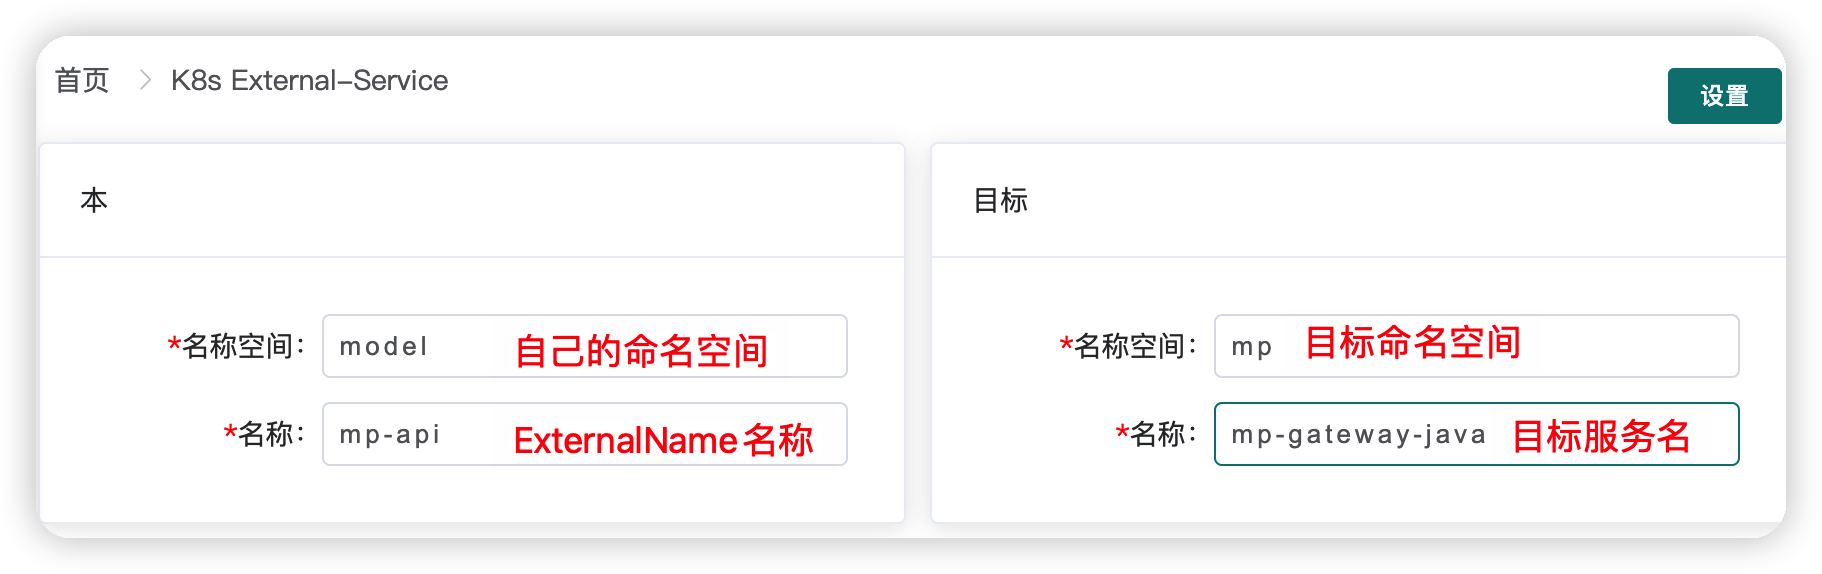 首页 > K8s External-Service
设置
本
*名称空间: model 自己的命名空间
*名称: mp-api ExternalName名称
目标
*名称空间: mp 目标命名空间
*名称: mp-gateway-java 目标服务名